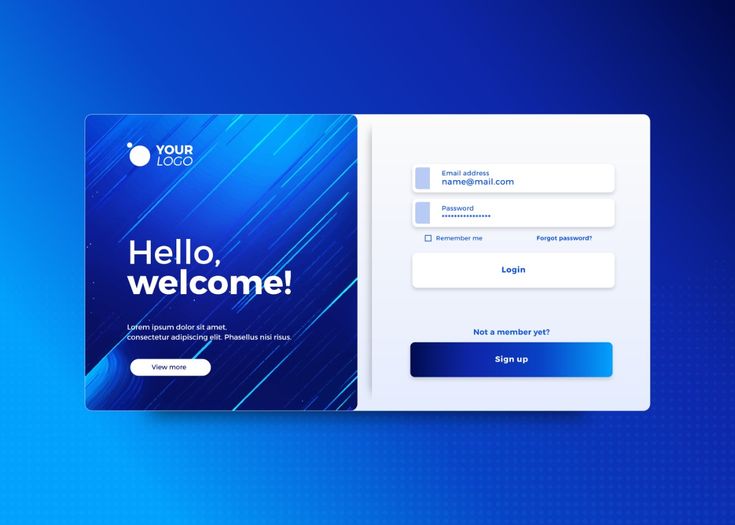 YOUR
LOGO
Hello,
welcome!
Lorem ipsum dolor sit amet,
consectetur adipiscing elit. Phasellus nisi risus.
View more
Email address
name@mail.com
Password
****************
Remember me
Forgot password?
Login
Not a member yet?
Sign up